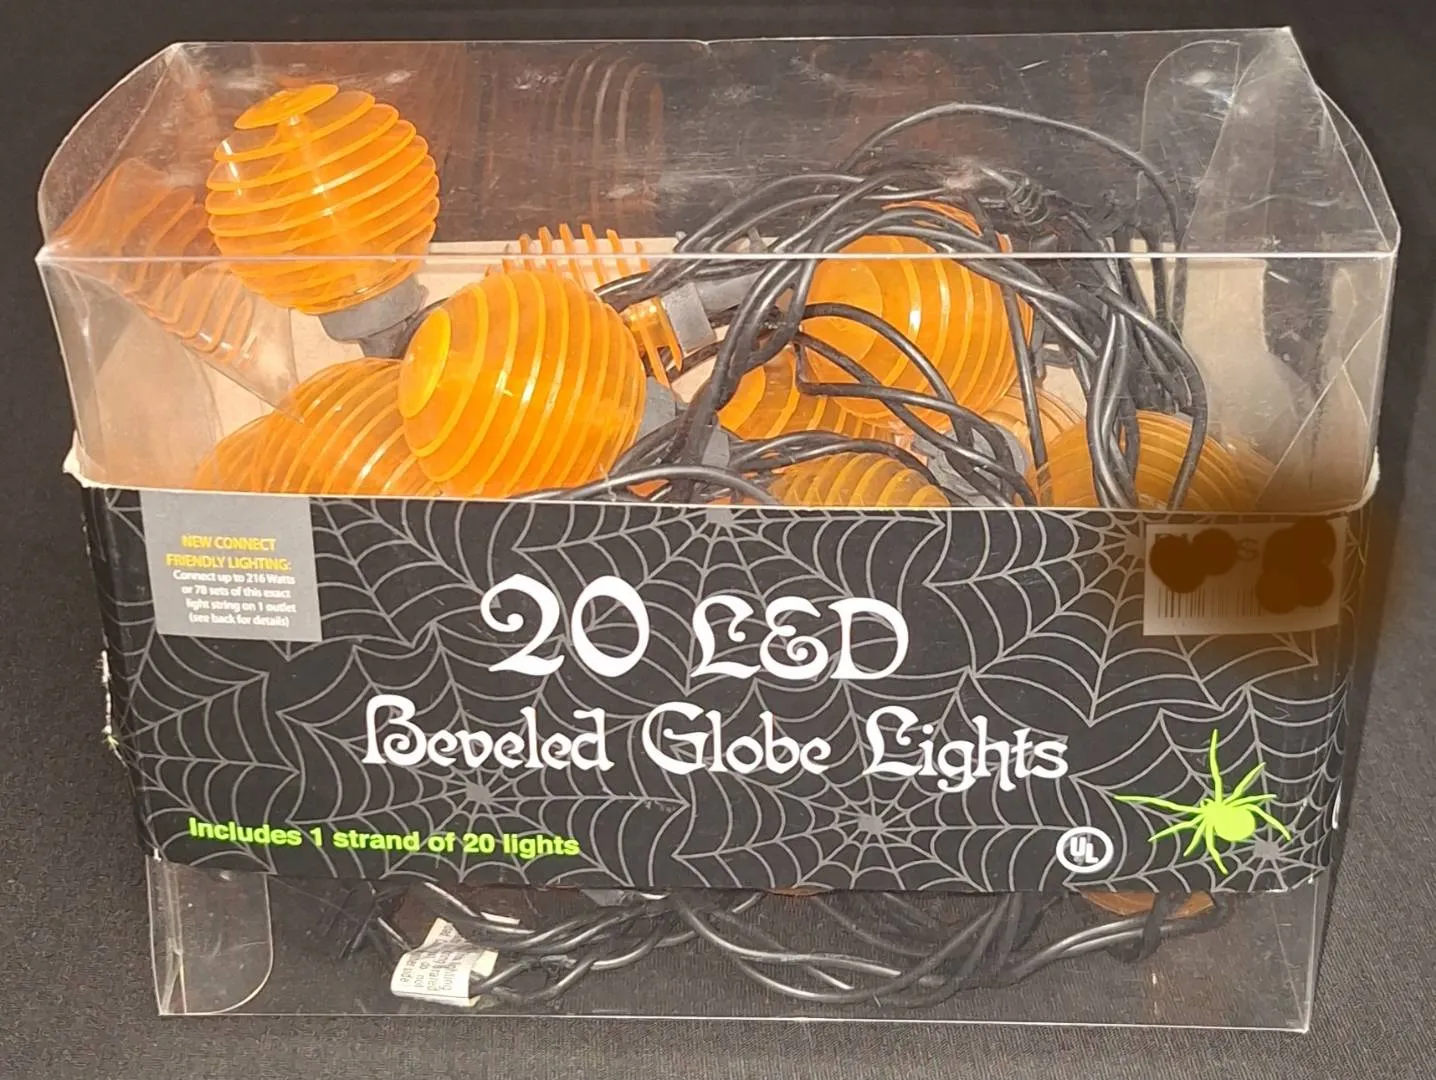 NEW CONNECT
FRIENDLY LIGHTING:
Connect up to 216 Watts
or 78 sets of this exact
light string on 1 outlet
(see back for details)
20 LED
Beveled Globe Lights
Includes 1 strand of 20 lights
UL